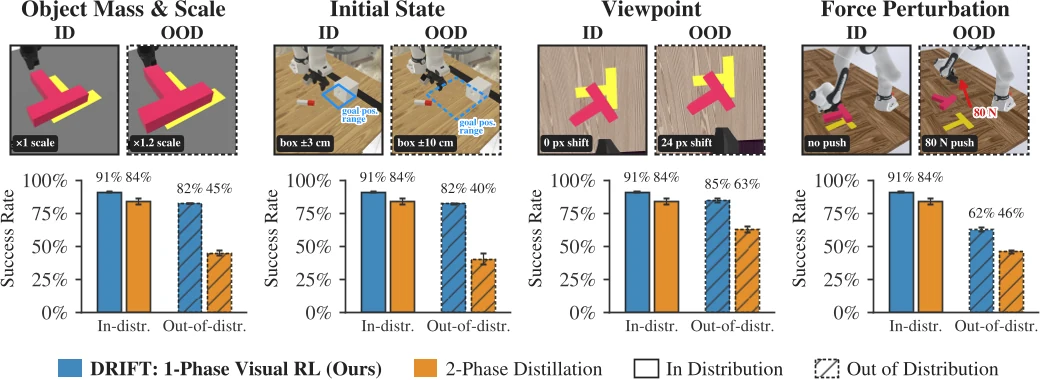 Object Mass & Scale
ID
OOD
×1 scale
×1.2 scale
Success Rate
100%
75%
50%
25%
0%
91% 84%
82% 45%
In-distr. Out-of-distr.
Initial State
ID
OOD
goal pos.
range
box ±3 cm
goal pos.
range
box ±10 cm
Success Rate
100%
75%
50%
25%
0%
91% 84%
82% 40%
In-distr. Out-of-distr.
Viewpoint
ID
OOD
0 px shift
24 px shift
Success Rate
100%
75%
50%
25%
0%
91% 84%
85% 63%
In-distr. Out-of-distr.
Force Perturbation
ID
OOD
no push
80 N
80 N push
Success Rate
100%
75%
50%
25%
0%
91% 84%
62% 46%
In-distr. Out-of-distr.
DRIFT: 1-Phase Visual RL (Ours)
2-Phase Distillation
In Distribution
Out of Distribution